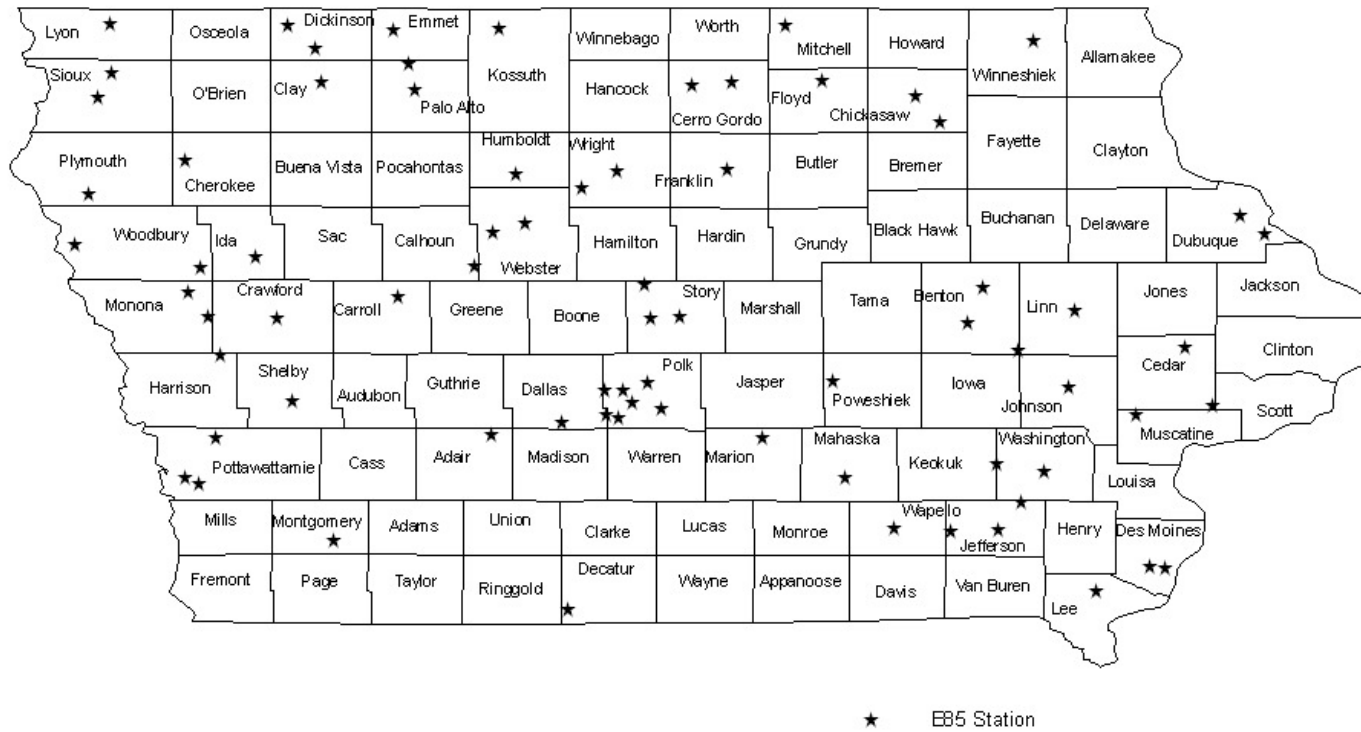 Lyon
Osceola
Dickinson
Emmet
Kossuth
Winnebago
Worth
Mitchell
Howard
Winneshiek
Allamakee
Sioux
O'Brien
Clay
Palo Alto
Hancock
Cerro Gordo
Floyd
Chickasaw
Fayette
Clayton
Plymouth
Cherokee
Buena Vista
Pocahontas
Humboldt
Wright
Franklin
Butler
Bremer
Woodbury
Ida
Sac
Calhoun
Webster
Hamilton
Hardin
Grundy
Black Hawk
Buchanan
Delaware
Dubuque
Monona
Crawford
Carroll
Greene
Boone
Story
Marshall
Tama
Benton
Linn
Jones
Jackson
Harrison
Shelby
Audubon
Guthrie
Dallas
Polk
Jasper
Poweshiek
Iowa
Johnson
Cedar
Clinton
Scott
Pottawattamie
Cass
Adair
Madison
Warren
Marion
Mahaska
Keokuk
Washington
Muscatine
Louisa
Mills
Montgomery
Adams
Union
Clarke
Lucas
Monroe
Wapello
Jefferson
Henry
Des Moines
Fremont
Page
Taylor
Ringgold
Decatur
Wayne
Appanoose
Davis
Van Buren
Lee
E85 Station